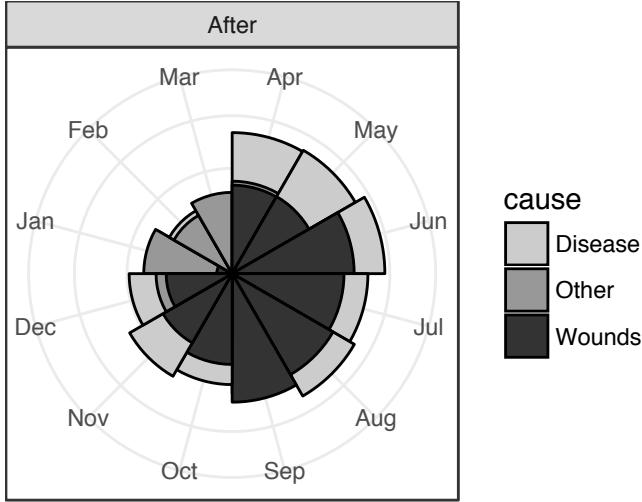 After
Mar
Apr
Feb
May
Jan
Jun
Dec
Jul
Nov
Aug
Oct
Sep
cause
Disease
Other
Wounds